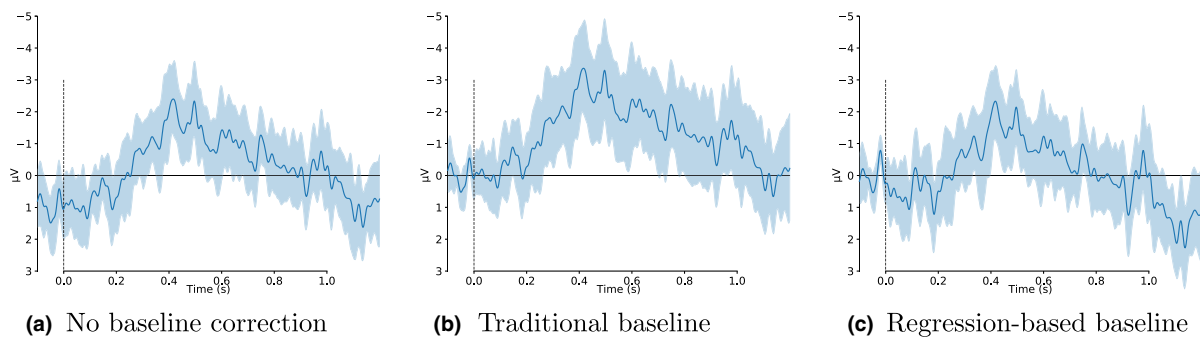 −5
−4
−3
−2
−1
0
1
2
3
µV
0.0 0.2 0.4 0.6 0.8 1.0
Time (s)
(a) No baseline correction
−5
−4
−3
−2
−1
0
1
2
3
µV
0.0 0.2 0.4 0.6 0.8 1.0
Time (s)
(b) Traditional baseline
−5
−4
−3
−2
−1
0
1
2
3
µV
0.0 0.2 0.4 0.6 0.8 1.0
Time (s)
(c) Regression-based baseline